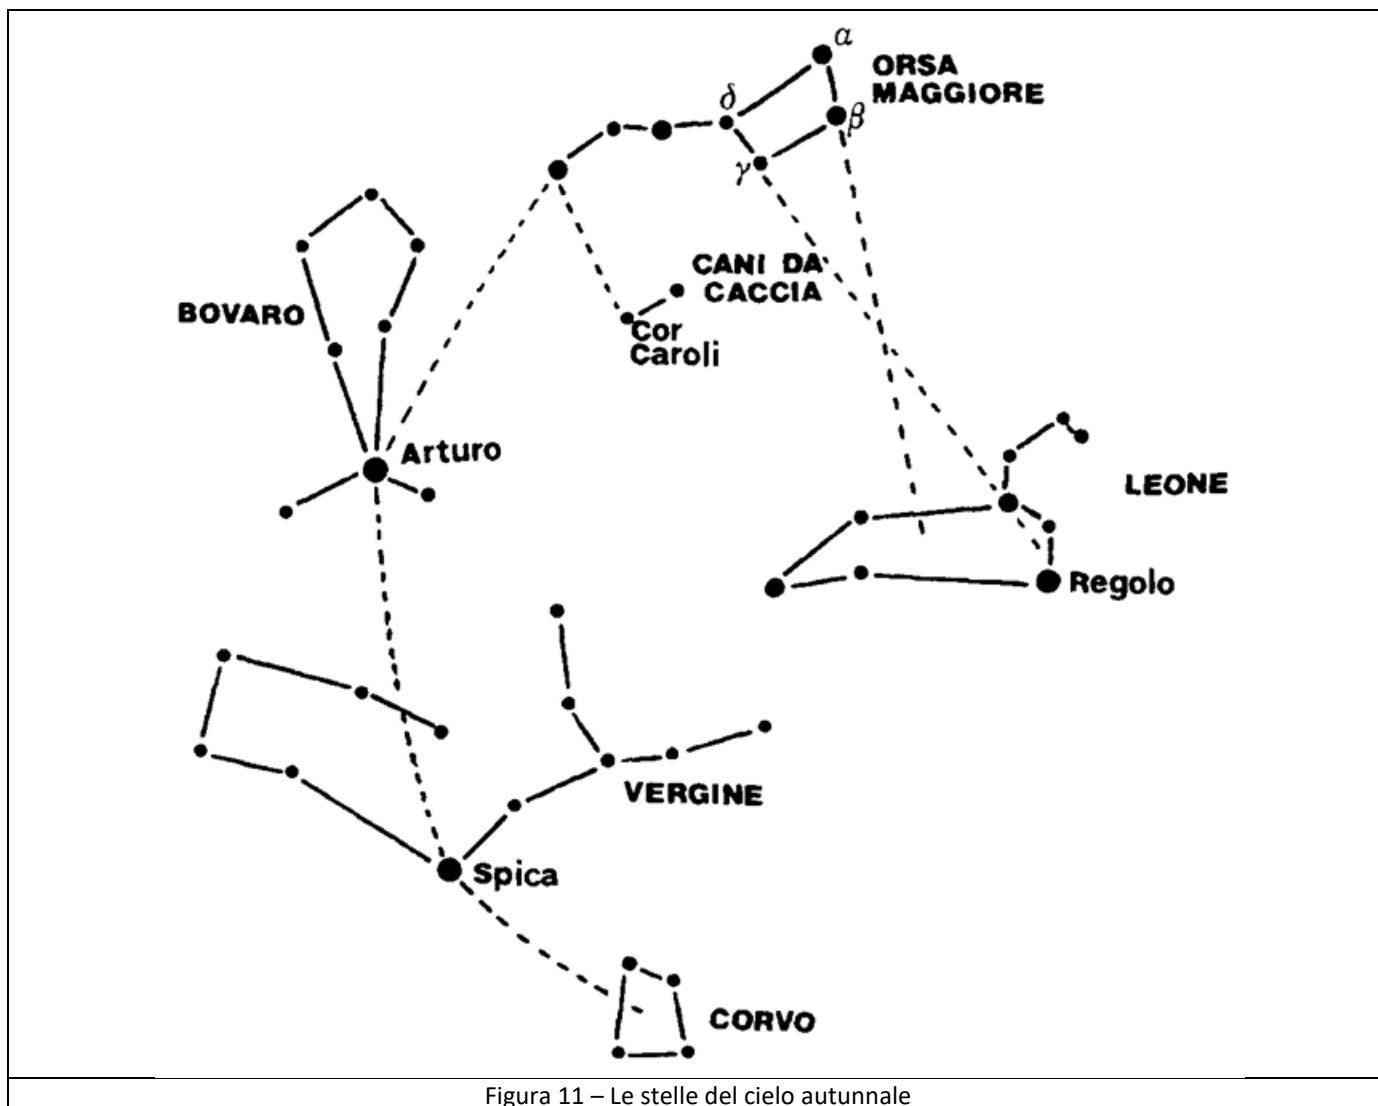 α
ORSA
MAGGIORE
δ
β
γ
CANI DA
CACCIA
BOVARO
Cor
Caroli
Arturo
LEONE
Regolo
VERGINE
Spica
CORVO
Figura 11 – Le stelle del cielo autunnale